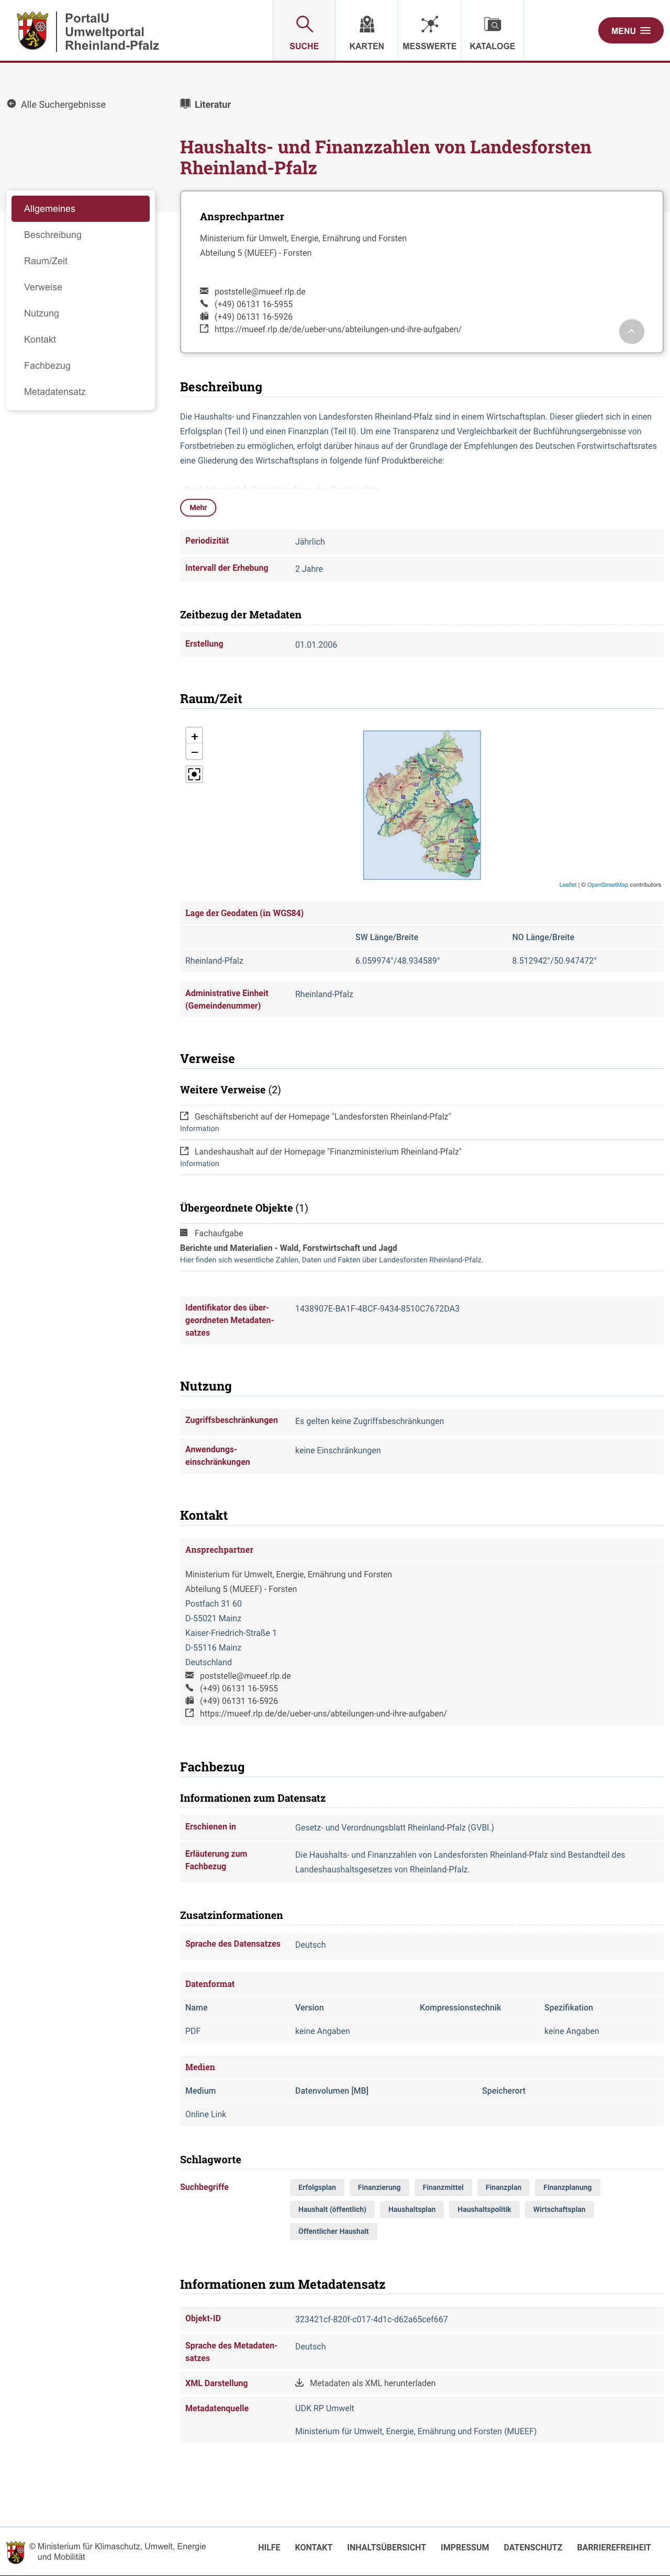 PortalU
Umweltportal
Rheinland-Pfalz
SUCHE
KARTEN
MESSWERTE
KATALOGE
MENU
Alle Suchergebnisse
Literatur
Haushalts- und Finanzzahlen von Landesforsten
Rheinland-Pfalz
Allgemeines
Beschreibung
Raum/Zeit
Verweise
Nutzung
Kontakt
Fachbezug
Metadatensatz
Ansprechpartner
Ministerium für Umwelt, Energie, Ernährung und Forsten
Abteilung 5 (MUEEF) - Forsten
poststelle@mueef.rlp.de
(+49) 06131 16-5955
(+49) 06131 16-5926
https://mueef.rlp.de/de/ueber-uns/abteilungen-und-ihre-aufgaben/
Beschreibung
Die Haushalts- und Finanzzahlen von Landesforsten Rheinland-Pfalz sind in einem Wirtschaftsplan. Dieser gliedert sich in einen
Erfolgsplan (Teil I) und einen Finanzplan (Teil II). Um eine Transparenz und Vergleichbarkeit der Buchführungsergebnisse von
Forstbetrieben zu ermöglichen, erfolgt darüber hinaus auf der Grundlage der Empfehlungen des Deutschen Forstwirtschaftsrates
eine Gliederung des Wirtschaftsplans in folgende fünf Produktbereiche:
Mehr
Periodizität
Jährlich
Intervall der Erhebung
2 Jahre
Zeitbezug der Metadaten
Erstellung
01.01.2006
Raum/Zeit
+
−
Leaflet | © OpenStreetMap contributors
Lage der Geodaten (in WGS84)
SW Länge/Breite
NO Länge/Breite
Rheinland-Pfalz
6.059974°/48.934589°
8.512942°/50.947472°
Administrative Einheit
(Gemeindenummer)
Rheinland-Pfalz
Verweise
Weitere Verweise (2)
Geschäftsbericht auf der Homepage "Landesforsten Rheinland-Pfalz"
Information
Landeshaushalt auf der Homepage "Finanzministerium Rheinland-Pfalz"
Information
Übergeordnete Objekte (1)
Fachaufgabe
Berichte und Materialien - Wald, Forstwirtschaft und Jagd
Hier finden sich wesentliche Zahlen, Daten und Fakten über Landesforsten Rheinland-Pfalz.
Identifikator des über-
geordneten Metadaten-
satzes
1438907E-BA1F-4BCF-9434-8510C7672DA3
Nutzung
Zugriffsbeschränkungen
Es gelten keine Zugriffsbeschränkungen
Anwendungs-
einschränkungen
keine Einschränkungen
Kontakt
Ansprechpartner
Ministerium für Umwelt, Energie, Ernährung und Forsten
Abteilung 5 (MUEEF) - Forsten
Postfach 31 60
D-55021 Mainz
Kaiser-Friedrich-Straße 1
D-55116 Mainz
Deutschland
poststelle@mueef.rlp.de
(+49) 06131 16-5955
(+49) 06131 16-5926
https://mueef.rlp.de/de/ueber-uns/abteilungen-und-ihre-aufgaben/
Fachbezug
Informationen zum Datensatz
Erschienen in
Gesetz- und Verordnungsblatt Rheinland-Pfalz (GVBl.)
Erläuterung zum
Fachbezug
Die Haushalts- und Finanzzahlen von Landesforsten Rheinland-Pfalz sind Bestandteil des
Landeshaushaltsgesetzes von Rheinland-Pfalz.
Zusatzinformationen
Sprache des Datensatzes
Deutsch
Datenformat
Name
Version
Kompressionstechnik
Spezifikation
PDF
keine Angaben
keine Angaben
Medien
Medium
Datenvolumen [MB]
Speicherort
Online Link
Schlagworte
Suchbegriffe
Erfolgsplan
Finanzierung
Finanzmittel
Finanzplan
Finanzplanung
Haushalt (öffentlich)
Haushaltsplan
Haushaltspolitik
Wirtschaftsplan
Öffentlicher Haushalt
Informationen zum Metadatensatz
Objekt-ID
323421cf-820f-c017-4d1c-d62a65cef667
Sprache des Metadaten-
satzes
Deutsch
XML Darstellung
Metadaten als XML herunterladen
Metadatenquelle
UDK RP Umwelt
Ministerium für Umwelt, Energie, Ernährung und Forsten (MUEEF)
© Ministerium für Klimaschutz, Umwelt, Energie
und Mobilität
HILFE
KONTAKT
INHALTSÜBERSICHT
IMPRESSUM
DATENSCHUTZ
BARRIEREFREIHEIT